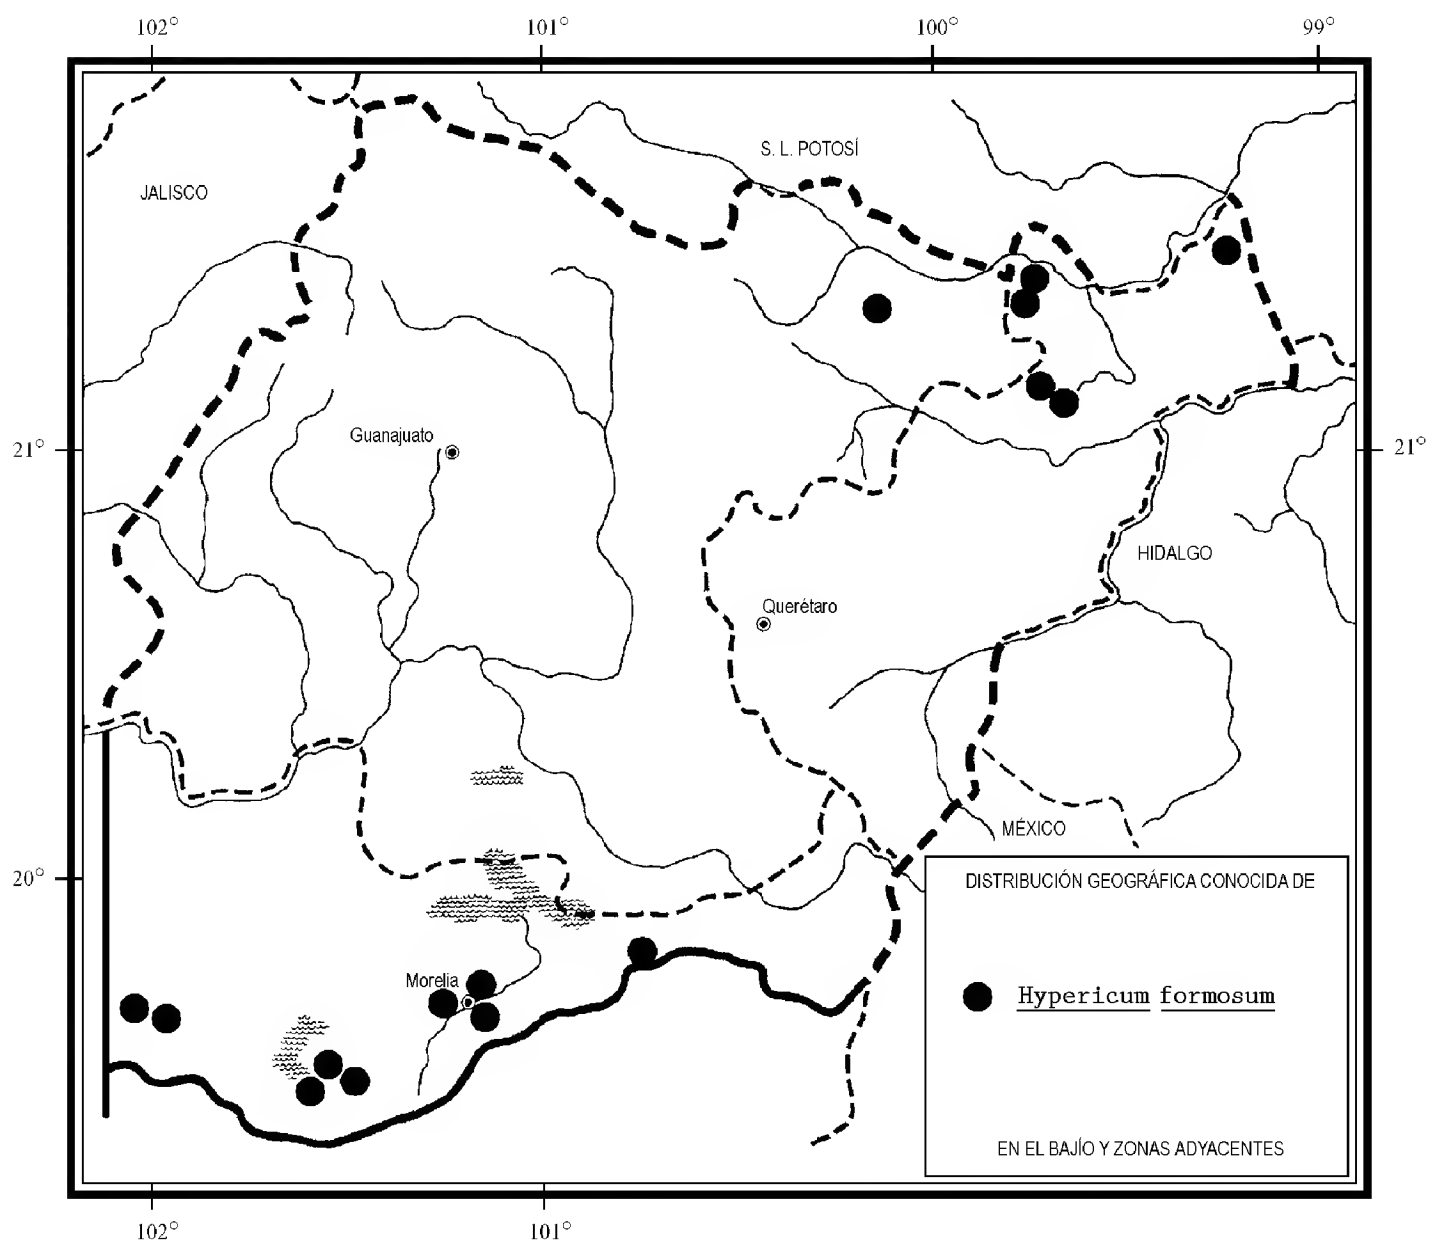 102° 101° 100° 99°
S. L. POTOSÍ
JALISCO
Guanajuato
21° 21°
HIDALGO
Querétaro
MÉXICO
20°
DISTRIBUCIÓN GEOGRÁFICA CONOCIDA DE
Morelia
Hypericum formosum
EN EL BAJÍO Y ZONAS ADYACENTES
102° 101°